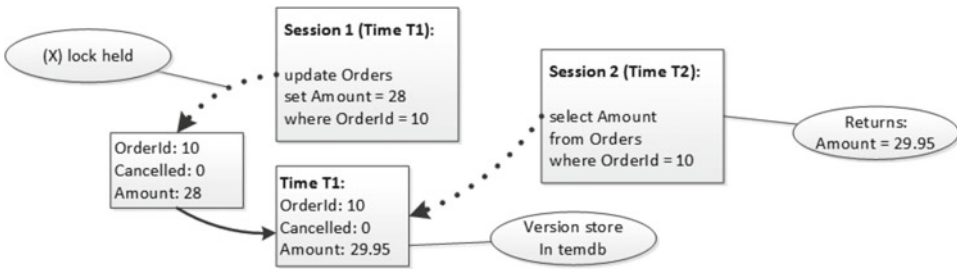 (X) lock held
Session 1 (Time T1):
update Orders
set Amount = 28
where OrderId = 10
Session 2 (Time T2):
select Amount
from Orders
where OrderId = 10
Returns:
Amount = 29.95
OrderId: 10
Cancelled: 0
Amount: 28
Time T1:
OrderId: 10
Cancelled: 0
Amount: 29.95
Version store
In temdb